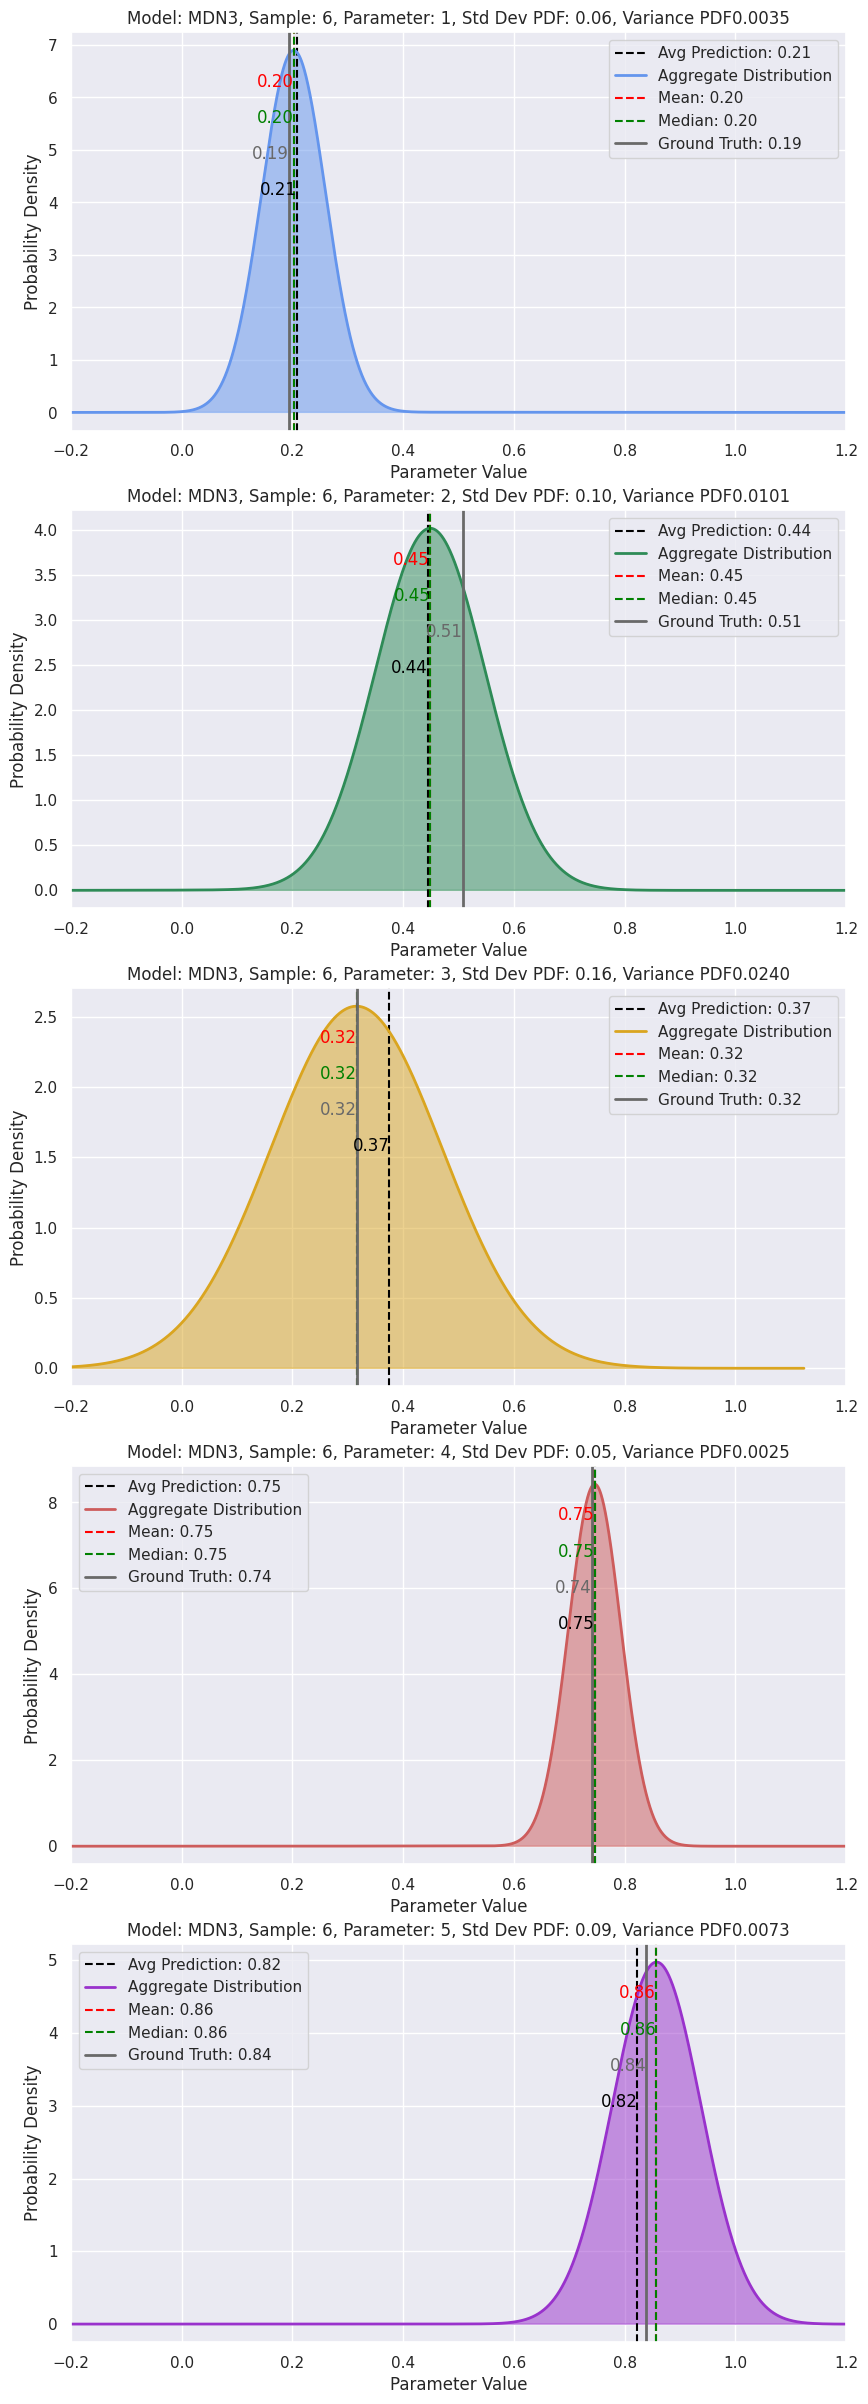 Model: MDN3, Sample: 6, Parameter: 1, Std Dev PDF: 0.06, Variance PDF0.0035
Avg Prediction: 0.21
Aggregate Distribution
Mean: 0.20
Median: 0.20
Ground Truth: 0.19
0.20
0.20
0.19
0.21
Probability Density
7
6
5
4
3
2
1
0
−0.2 0.0 0.2 0.4 0.6 0.8 1.0 1.2
Parameter Value
Model: MDN3, Sample: 6, Parameter: 2, Std Dev PDF: 0.10, Variance PDF0.0101
Avg Prediction: 0.44
Aggregate Distribution
Mean: 0.45
Median: 0.45
Ground Truth: 0.51
0.45
0.45
0.51
0.44
Probability Density
4.0
3.5
3.0
2.5
2.0
1.5
1.0
0.5
0.0
−0.2 0.0 0.2 0.4 0.6 0.8 1.0 1.2
Parameter Value
Model: MDN3, Sample: 6, Parameter: 3, Std Dev PDF: 0.16, Variance PDF0.0240
Avg Prediction: 0.37
Aggregate Distribution
Mean: 0.32
Median: 0.32
Ground Truth: 0.32
0.32
0.32
0.32
0.37
Probability Density
2.5
2.0
1.5
1.0
0.5
0.0
−0.2 0.0 0.2 0.4 0.6 0.8 1.0 1.2
Parameter Value
Model: MDN3, Sample: 6, Parameter: 4, Std Dev PDF: 0.05, Variance PDF0.0025
Avg Prediction: 0.75
Aggregate Distribution
Mean: 0.75
Median: 0.75
Ground Truth: 0.74
0.75
0.75
0.74
0.75
Probability Density
8
6
4
2
0
−0.2 0.0 0.2 0.4 0.6 0.8 1.0 1.2
Parameter Value
Model: MDN3, Sample: 6, Parameter: 5, Std Dev PDF: 0.09, Variance PDF0.0073
Avg Prediction: 0.82
Aggregate Distribution
Mean: 0.86
Median: 0.86
Ground Truth: 0.84
0.86
0.86
0.84
0.82
Probability Density
5
4
3
2
1
0
−0.2 0.0 0.2 0.4 0.6 0.8 1.0 1.2
Parameter Value